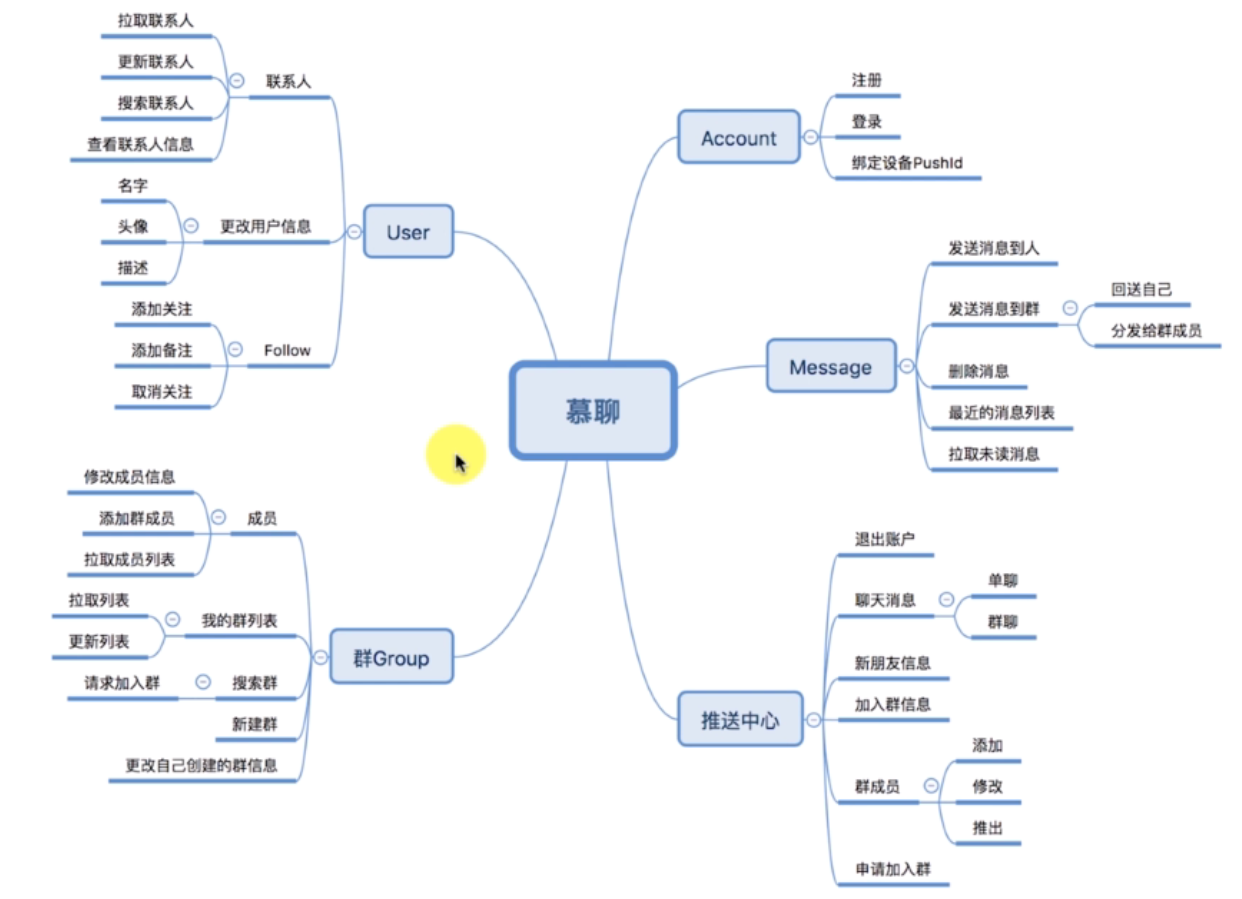 慕聊
Account
注册
登录
绑定设备PushId
Message
发送消息到人
发送消息到群
回送自己
分发给群成员
删除消息
最近的消息列表
拉取未读消息
推送中心
退出账户
聊天消息
单聊
群聊
新朋友信息
加入群信息
群成员
添加
修改
推出
申请加入群
User
联系人
拉取联系人
更新联系人
搜索联系人
查看联系人信息
更改用户信息
名字
头像
描述
Follow
添加关注
添加备注
取消关注
群Group
成员
修改成员信息
添加群成员
拉取成员列表
我的群列表
拉取列表
更新列表
搜索群
请求加入群
新建群
更改自己创建的群信息